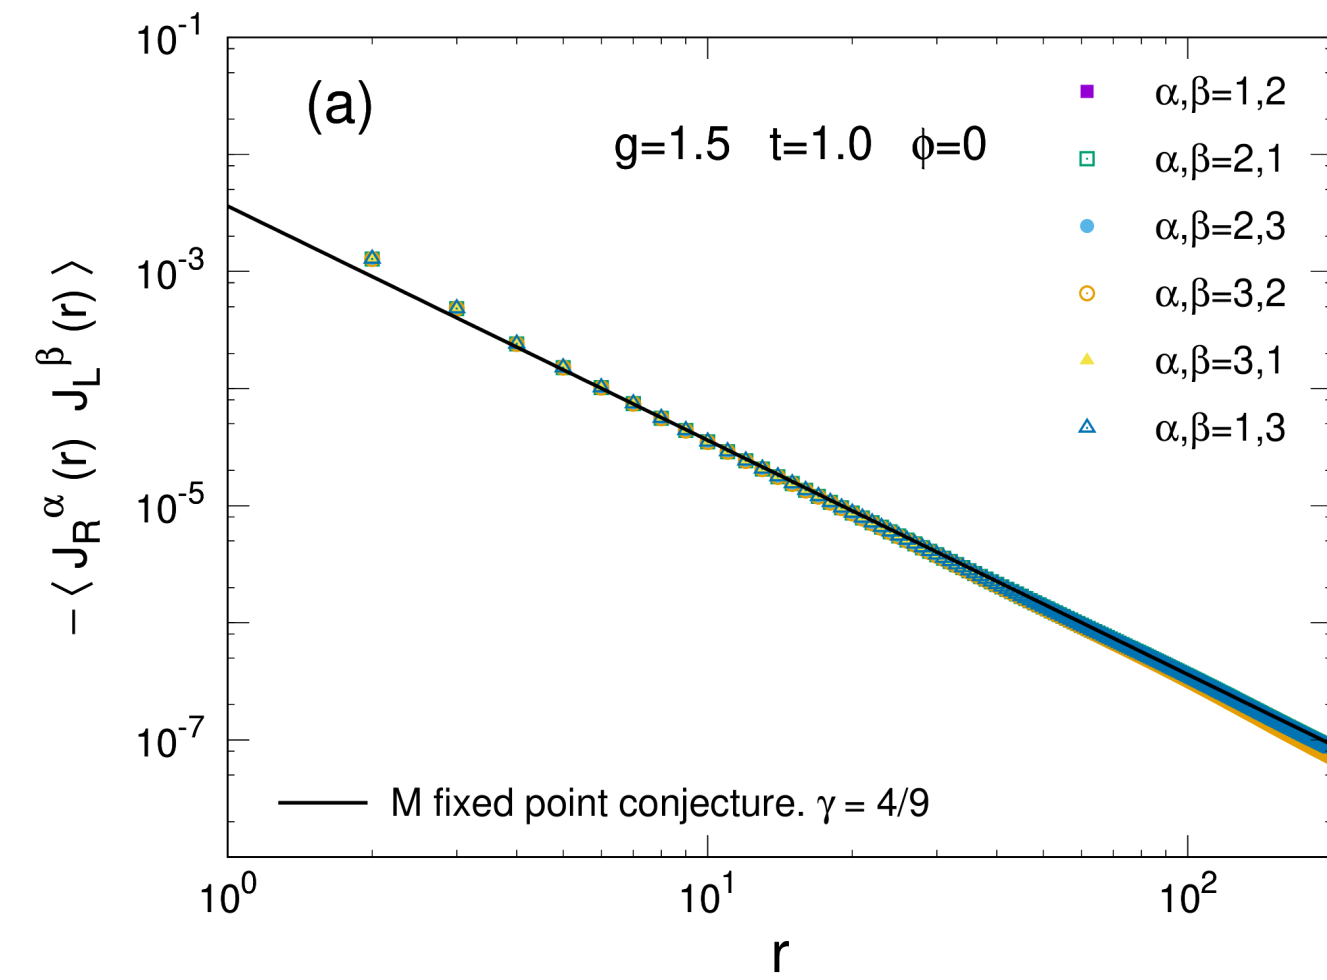 (a)
g=1.5 t=1.0 ϕ=0
α,β=1,2
α,β=2,1
α,β=2,3
α,β=3,2
α,β=3,1
α,β=1,3
M fixed point conjecture. γ = 4/9
− ⟨ J_R^α (r) J_L^β (r) ⟩
10^-1
10^-3
10^-5
10^-7
10^0 10^1 10^2
r